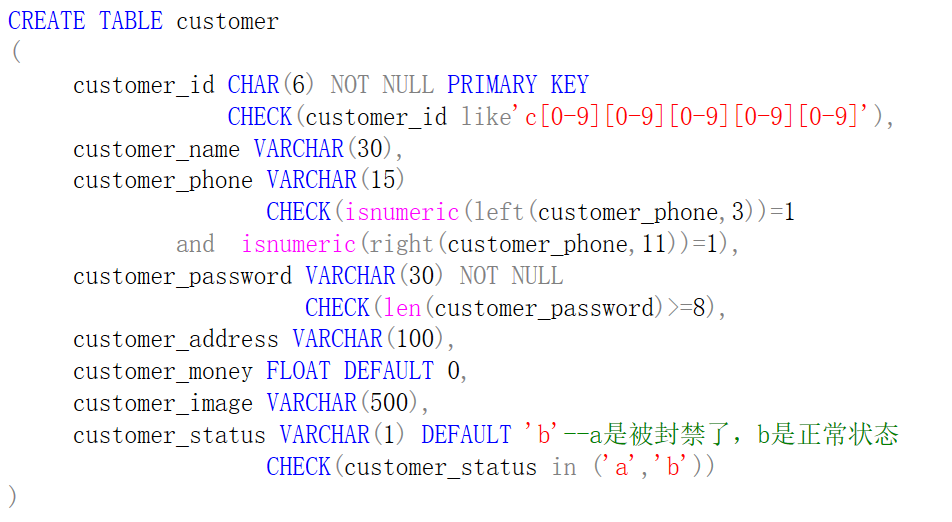 CREATE TABLE customer
(
customer_id CHAR(6) NOT NULL PRIMARY KEY
CHECK(customer_id like'c[0-9][0-9][0-9][0-9][0-9]'),
customer_name VARCHAR(30),
customer_phone VARCHAR(15)
CHECK(isnumeric(left(customer_phone,3))=1
and  isnumeric(right(customer_phone,11))=1),
customer_password VARCHAR(30) NOT NULL
CHECK(len(customer_password)>=8),
customer_address VARCHAR(100),
customer_money FLOAT DEFAULT 0,
customer_image VARCHAR(500),
customer_status VARCHAR(1) DEFAULT 'b'--a是被封禁了，b是正常状态
CHECK(customer_status in ('a','b'))
)